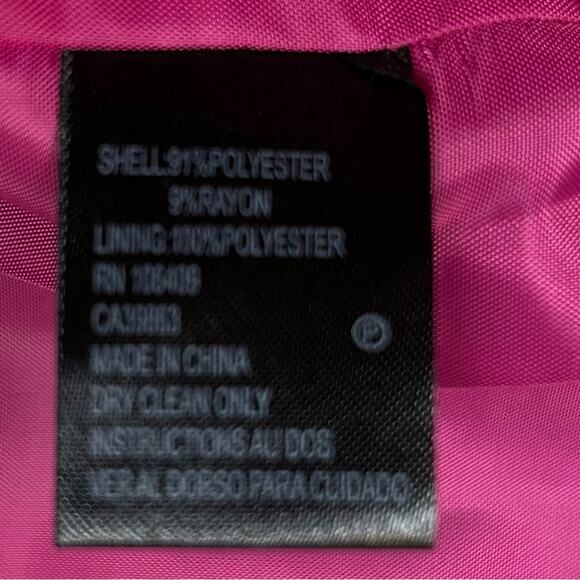 SHELL:91%POLYESTER
9%RAYON
LINING:100%POLYESTER
RN
P
MADE IN CHINA
DRY CLEAN ONLY
INSTRUCTIONS AU DOS
VER AL DORSO PARA CUIDADO